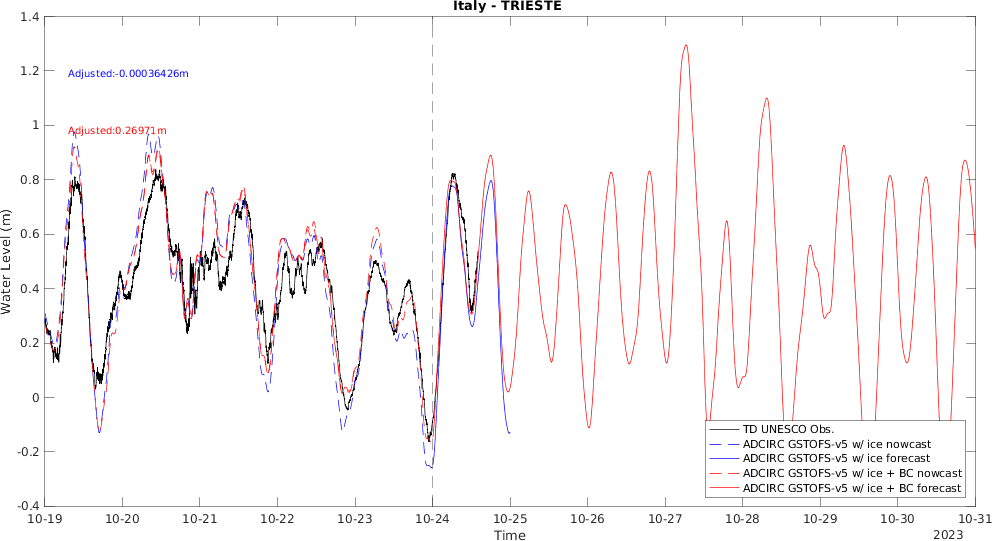 Italy - TRIESTE
1.4
1.2
1
0.8
0.6
0.4
0.2
0
-0.2
-0.4
Water Level (m)
Adjusted:-0.00036426m
Adjusted:0.26971m
TD UNESCO Obs.
ADCIRC GSTOFS-v5 w/ ice nowcast
ADCIRC GSTOFS-v5 w/ ice forecast
ADCIRC GSTOFS-v5 w/ ice + BC nowcast
ADCIRC GSTOFS-v5 w/ ice + BC forecast
10-19 10-20 10-21 10-22 10-23 10-24 10-25 10-26 10-27 10-28 10-29 10-30 10-31
Time
2023